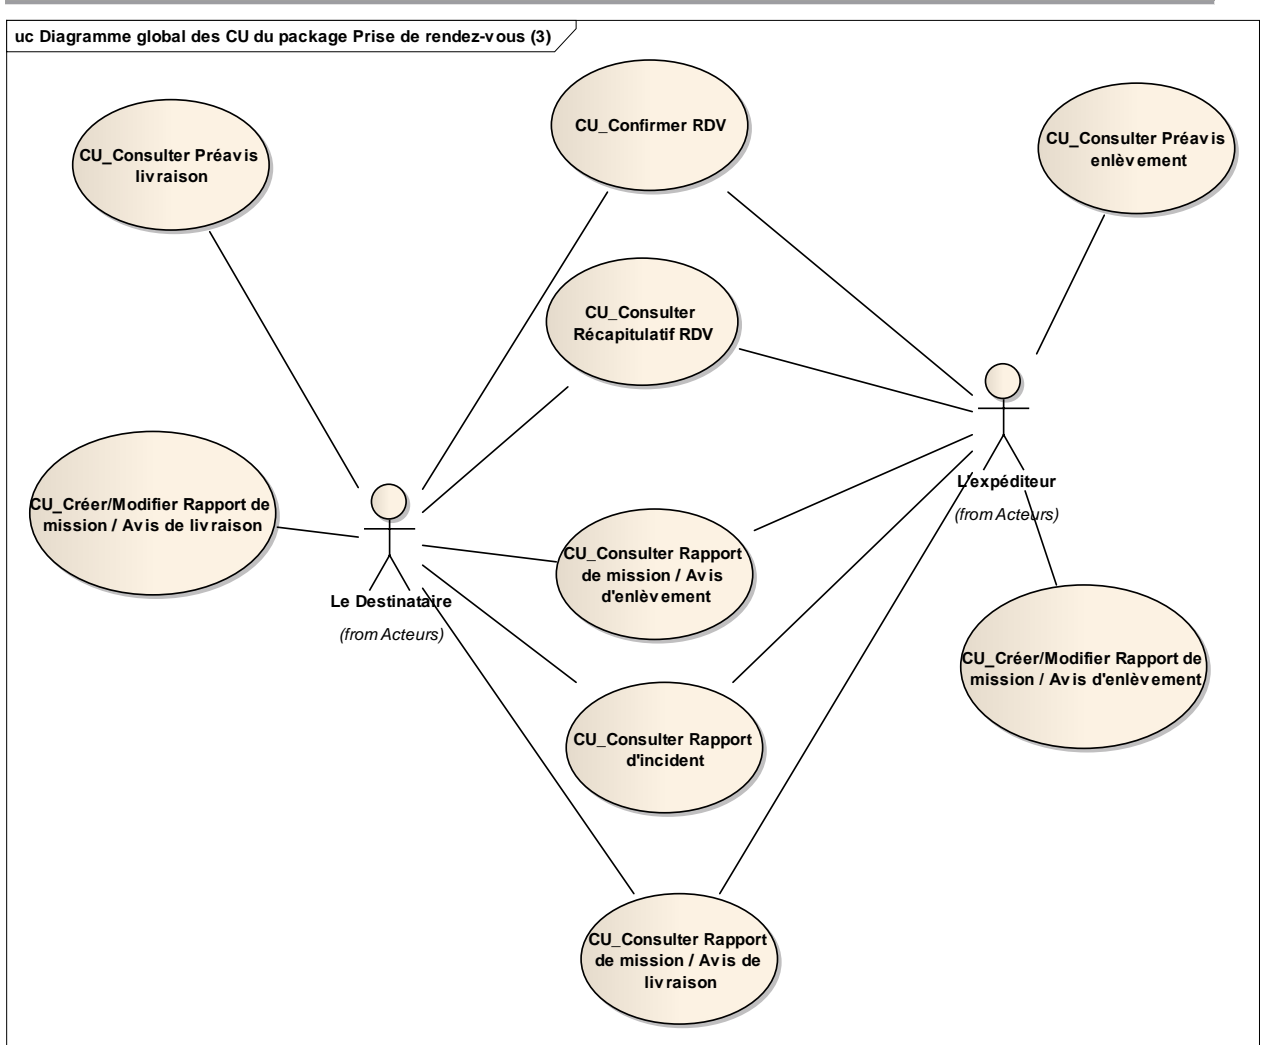 uc Diagramme global des CU du package Prise de rendez-vous (3)
CU_Consulter Préavis
livraison
CU_Confirmer RDV
CU_Consulter Préavis
enlèvement
CU_Consulter
Récapitulatif RDV
CU_Créer/Modifier Rapport de
mission / Avis de livraison
Le Destinataire
(from Acteurs)
L'expéditeur
(from Acteurs)
CU_Consulter Rapport
de mission / Avis
d'enlèvement
CU_Créer/Modifier Rapport de
mission / Avis d'enlèvement
CU_Consulter Rapport
d'incident
CU_Consulter Rapport
de mission / Avis de
livraison